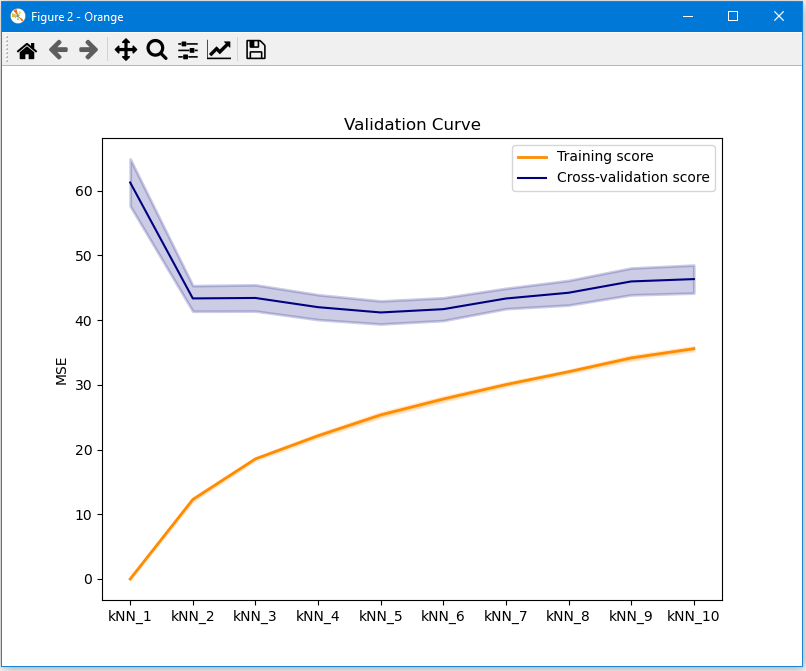 Figure 2 - Orange
Validation Curve
Training score
Cross-validation score
60
50
40
30
20
10
0
MSE
kNN_1 kNN_2 kNN_3 kNN_4 kNN_5 kNN_6 kNN_7 kNN_8 kNN_9 kNN_10